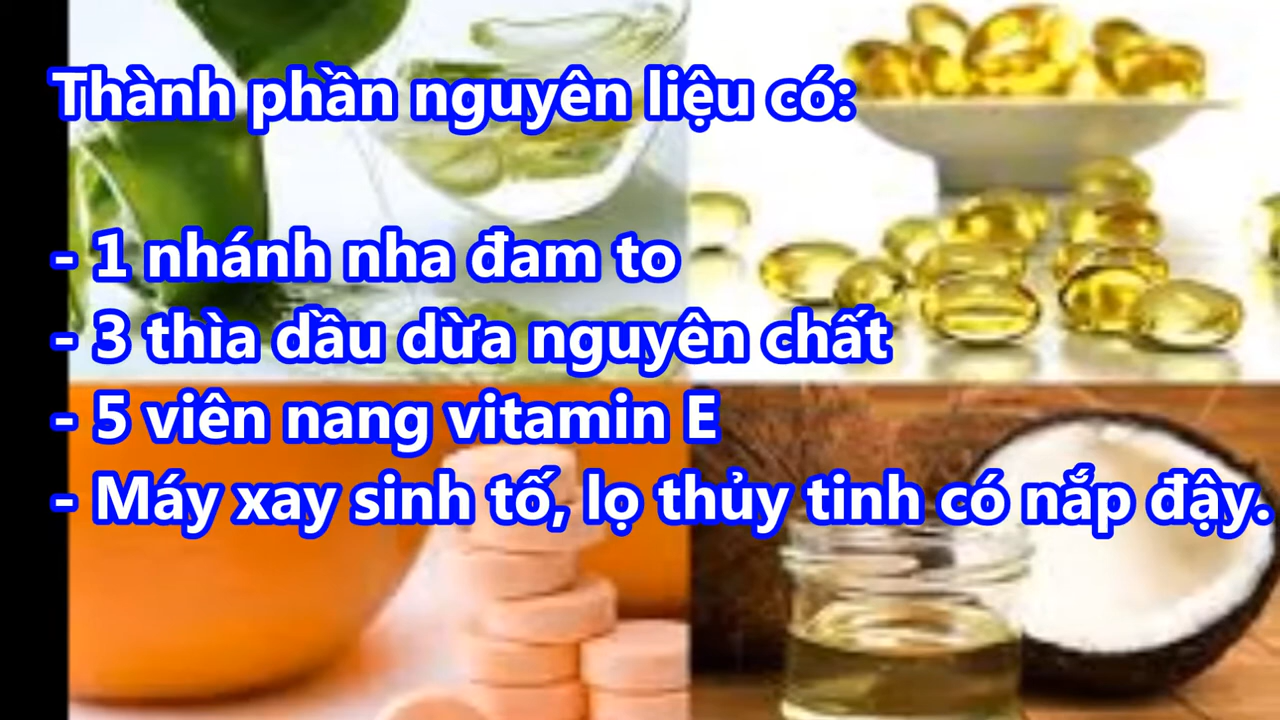 Thành phần nguyên liệu có:
- 1 nhánh nha đam to
- 3 thìa dầu dừa nguyên chất
- 5 viên nang vitamin E
- Máy xay sinh tố, lọ thủy tinh có nắp đậy.